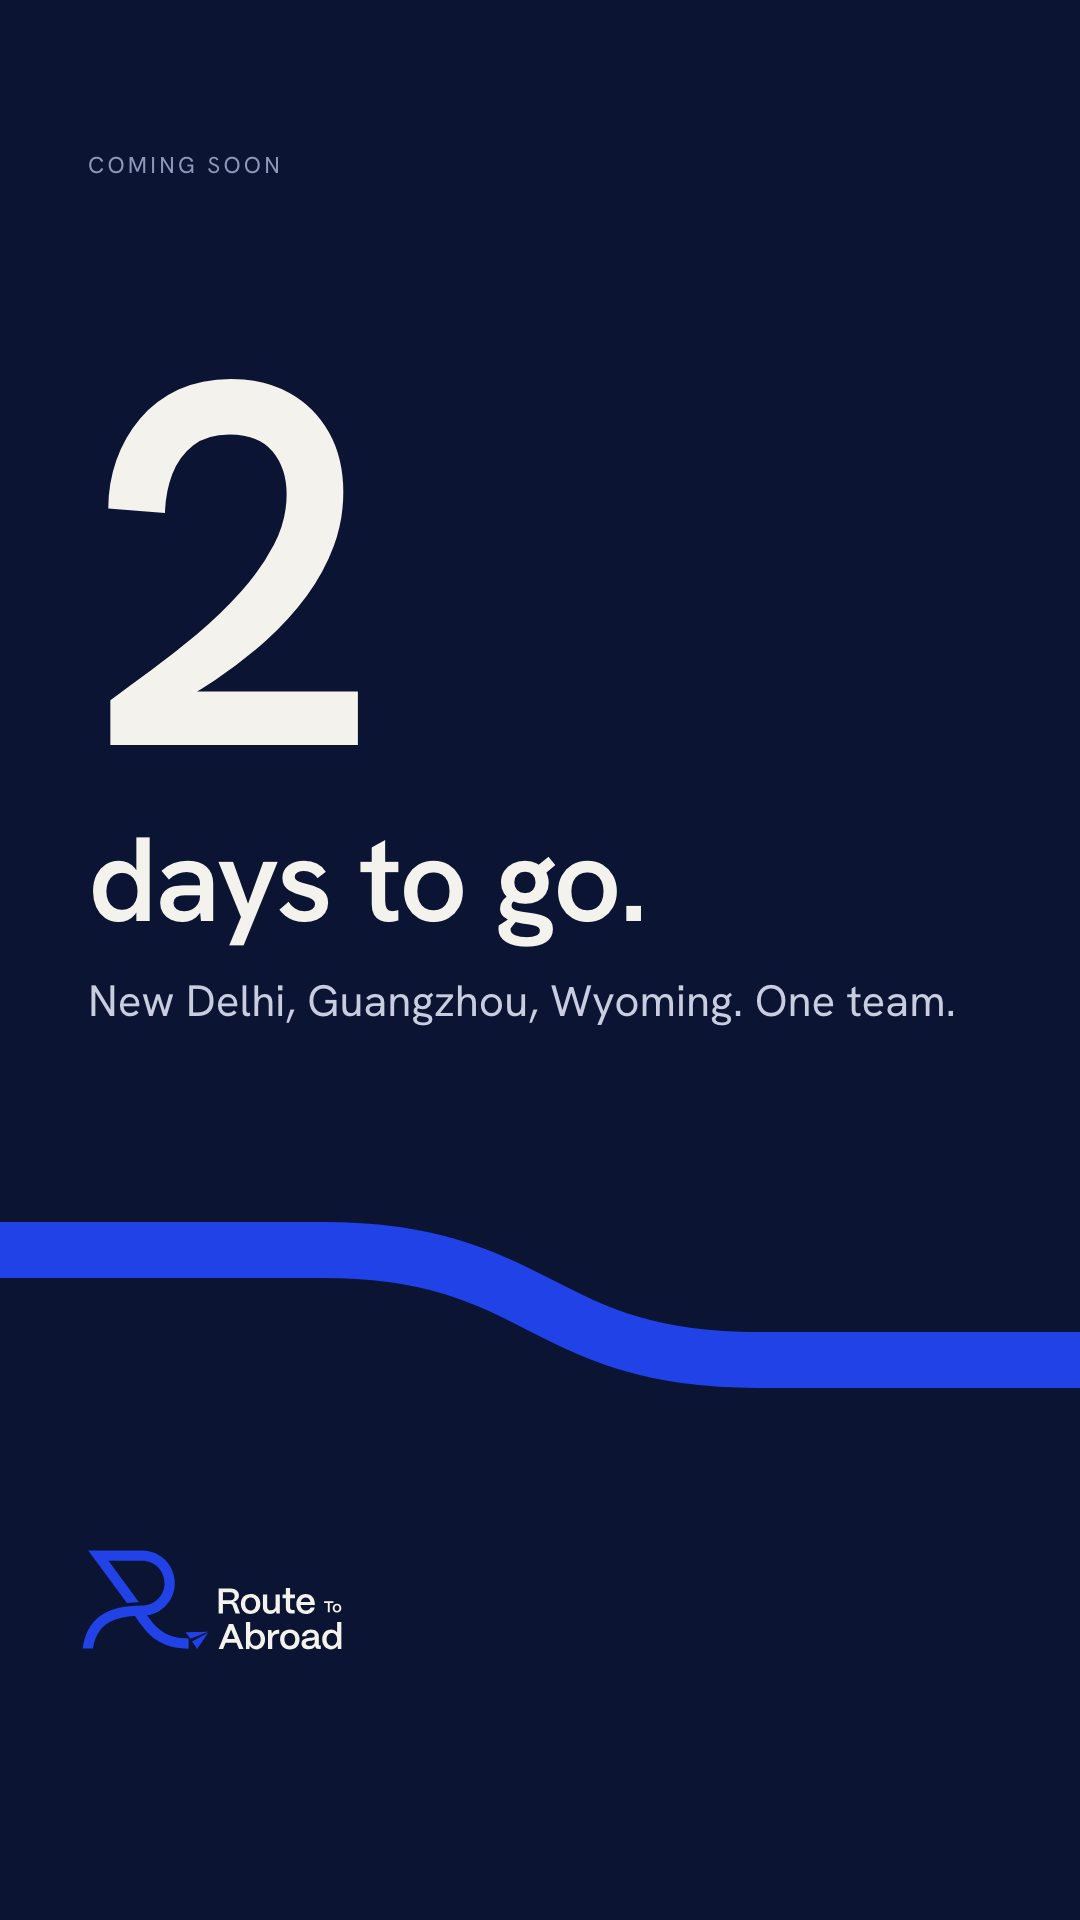 COMING SOON
2
days to go.
New Delhi, Guangzhou, Wyoming. One team.
Route To
Abroad